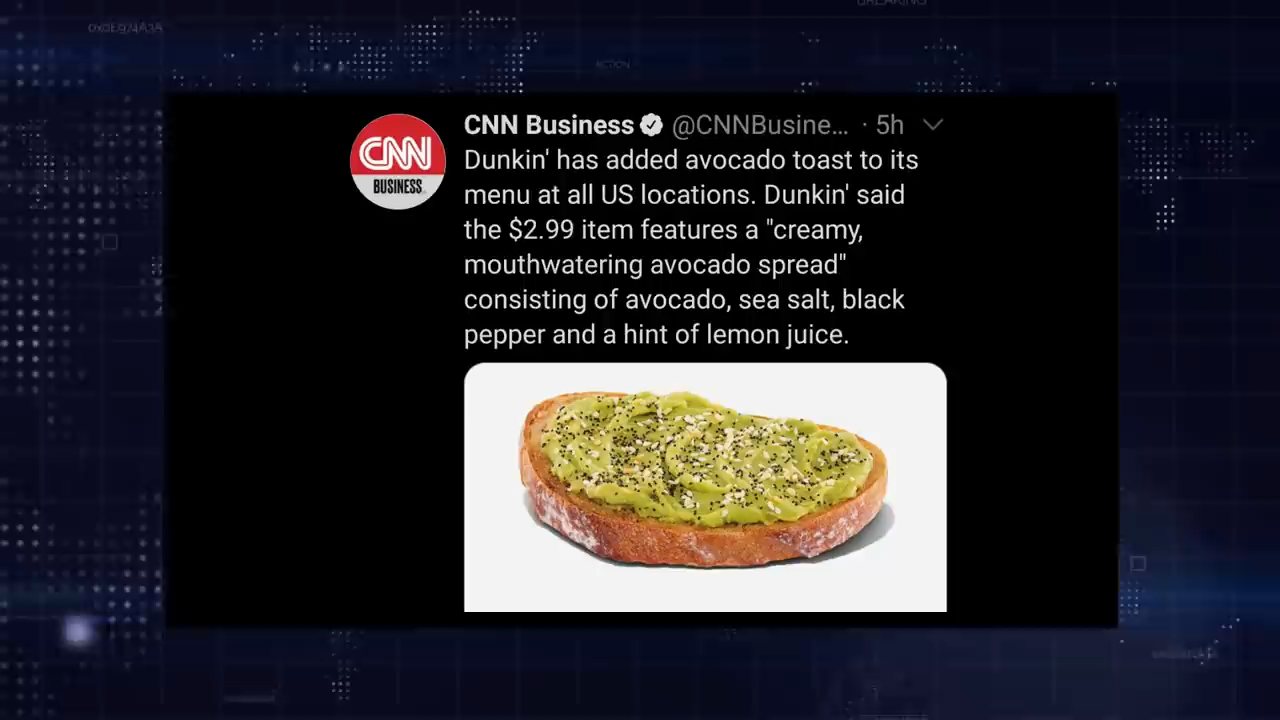 CNN Business @CNNBusine... · 5h
Dunkin' has added avocado toast to its
menu at all US locations. Dunkin' said
the $2.99 item features a "creamy,
mouthwatering avocado spread"
consisting of avocado, sea salt, black
pepper and a hint of lemon juice.
CNN
BUSINESS
ACTION